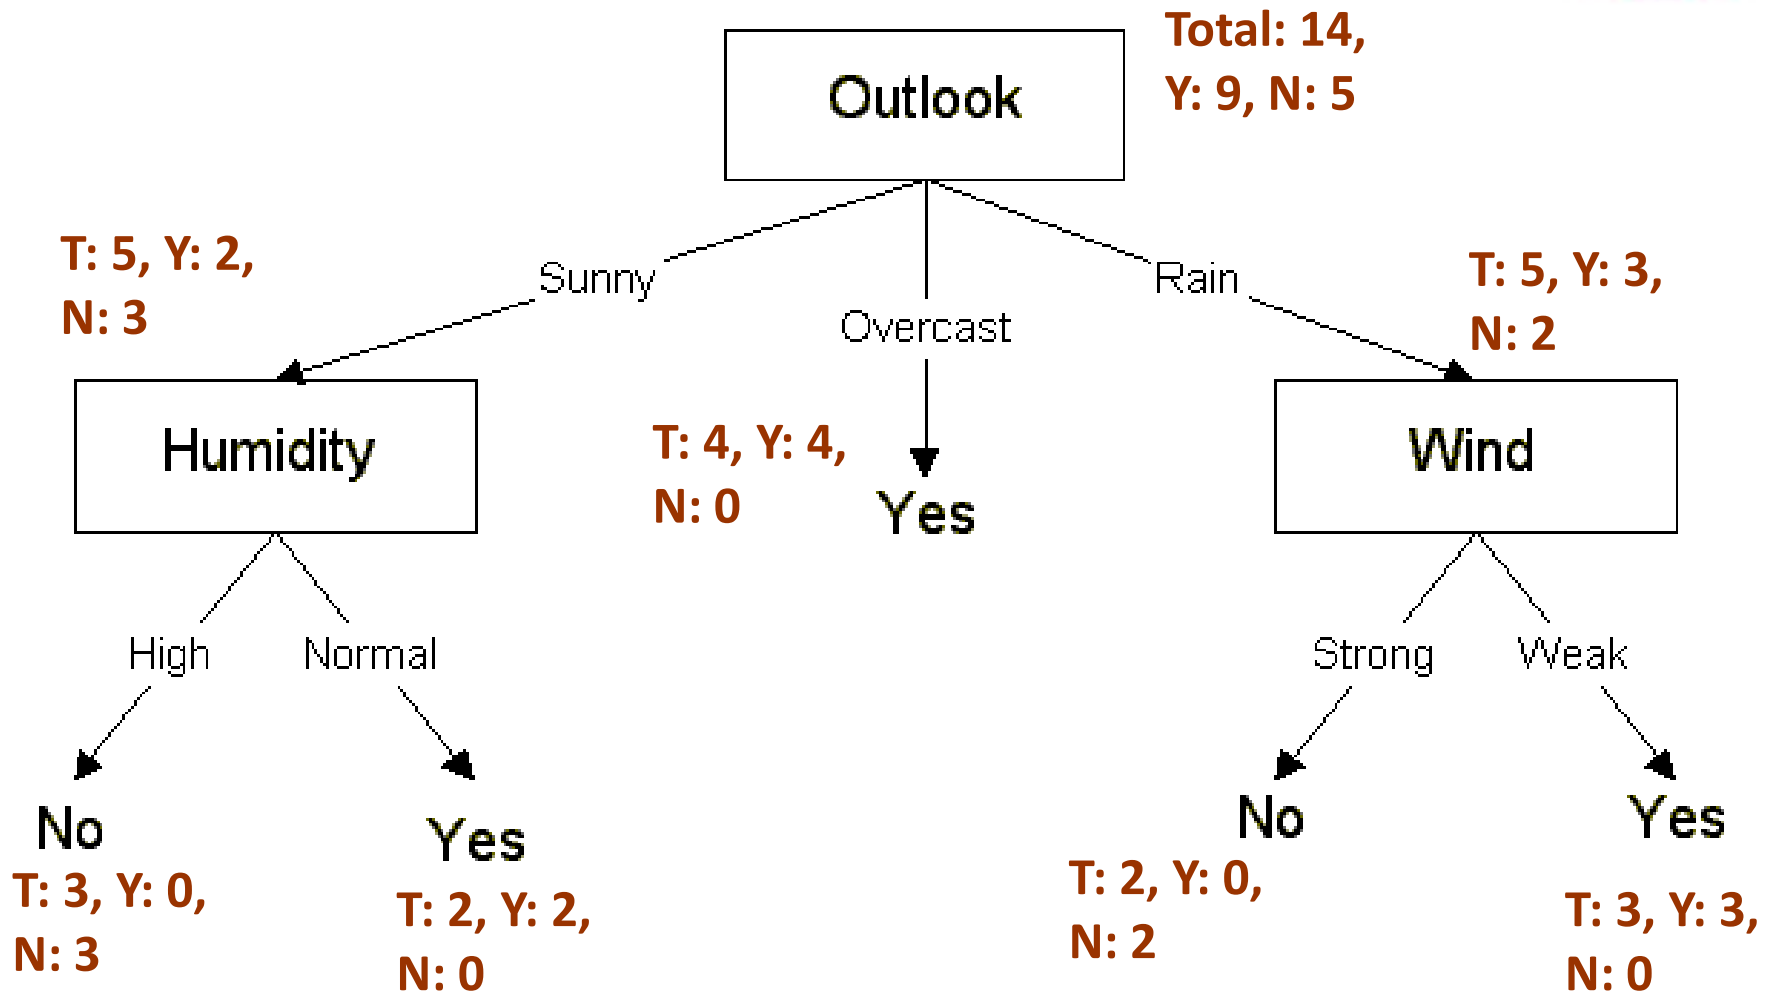 Total: 14,
Y: 9, N: 5
Outlook
T: 5, Y: 2,
N: 3
Sunny
Overcast
Rain
T: 5, Y: 3,
N: 2
Humidity
T: 4, Y: 4,
N: 0
Yes
Wind
High
Normal
Strong
Weak
No
T: 3, Y: 0,
N: 3
Yes
T: 2, Y: 2,
N: 0
No
T: 2, Y: 0,
N: 2
Yes
T: 3, Y: 3,
N: 0